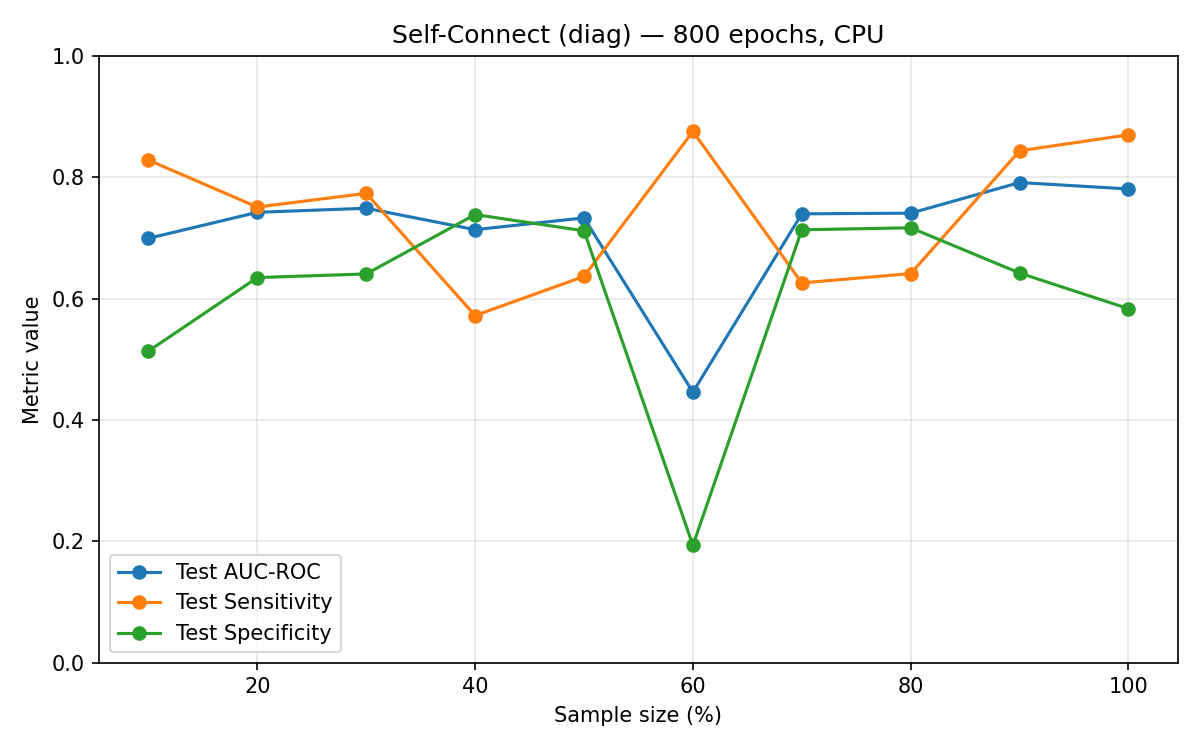 Self-Connect (diag) — 800 epochs, CPU
1.0
0.8
0.6
0.4
0.2
0.0
Metric value
Test AUC-ROC
Test Sensitivity
Test Specificity
20 40 60 80 100
Sample size (%)